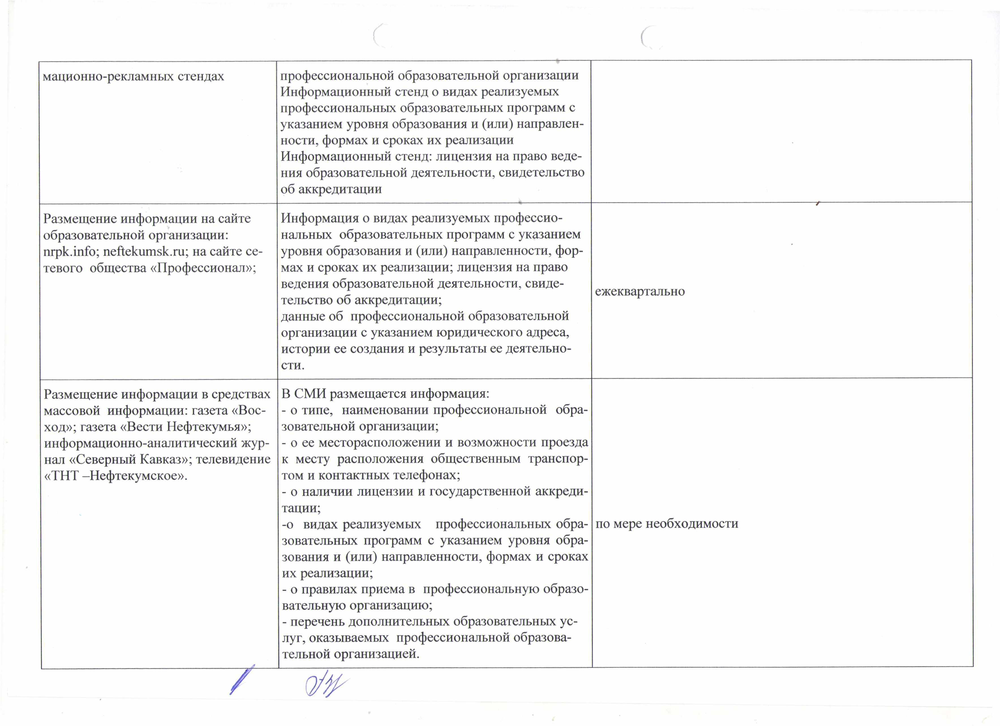 мационно-рекламных стендах
профессиональной образовательной организации
Информационный стенд о видах реализуемых
профессиональных образовательных программ с
указанием уровня образования и (или) направлен-
ности, формах и сроках их реализации
Информационный стенд: лицензия на право веде-
ния образовательной деятельности, свидетельство
об аккредитации
Размещение информации на сайте
образовательной организации:
nrpk.info; neftekumsk.ru; на сайте се-
тевого  общества «Профессионал»;
Информация о видах реализуемых профессио-
нальных  образовательных программ с указанием
уровня образования и (или) направленности, фор-
мах и сроках их реализации; лицензия на право
ведения образовательной деятельности, свиде-
тельство об аккредитации;
данные об  профессиональной образовательной
организации с указанием юридического адреса,
истории ее создания и результаты ее деятельно-
сти.
ежеквартально
Размещение информации в средствах
массовой  информации: газета «Вос-
ход»; газета «Вести Нефтекумья»;
информационно-аналитический жур-
нал «Северный Кавказ»; телевидение
«ТНТ –Нефтекумское».
В СМИ размещается информация:
- о типе,  наименовании профессиональной  обра-
зовательной организации;
- о ее месторасположении и возможности проезда
к месту расположения общественным транспор-
том и контактных телефонах;
- о наличии лицензии и государственной аккреди-
тации;
-о  видах реализуемых   профессиональных обра-
зовательных программ с указанием уровня обра-
зования и (или) направленности, формах и сроках
их реализации;
- о правилах приема в  профессиональную образо-
вательную организацию;
- перечень дополнительных образовательных ус-
луг, оказываемых  профессиональной образова-
тельной организацией.
по мере необходимости